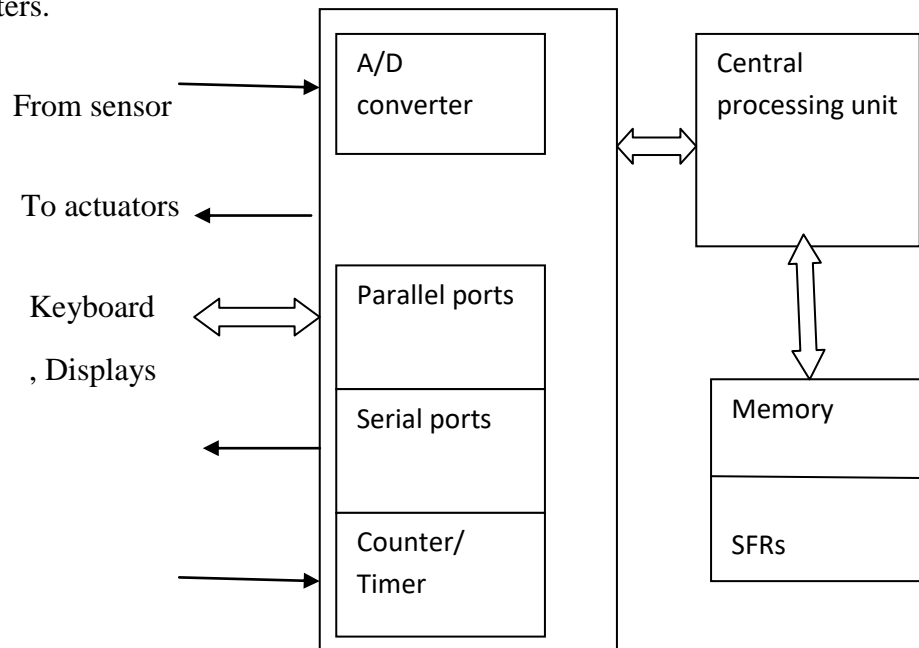 ters.
A/D
converter
Central
processing unit
From sensor
To actuators
Keyboard
, Displays
Parallel ports
Serial ports
Counter/
Timer
Memory
SFRs